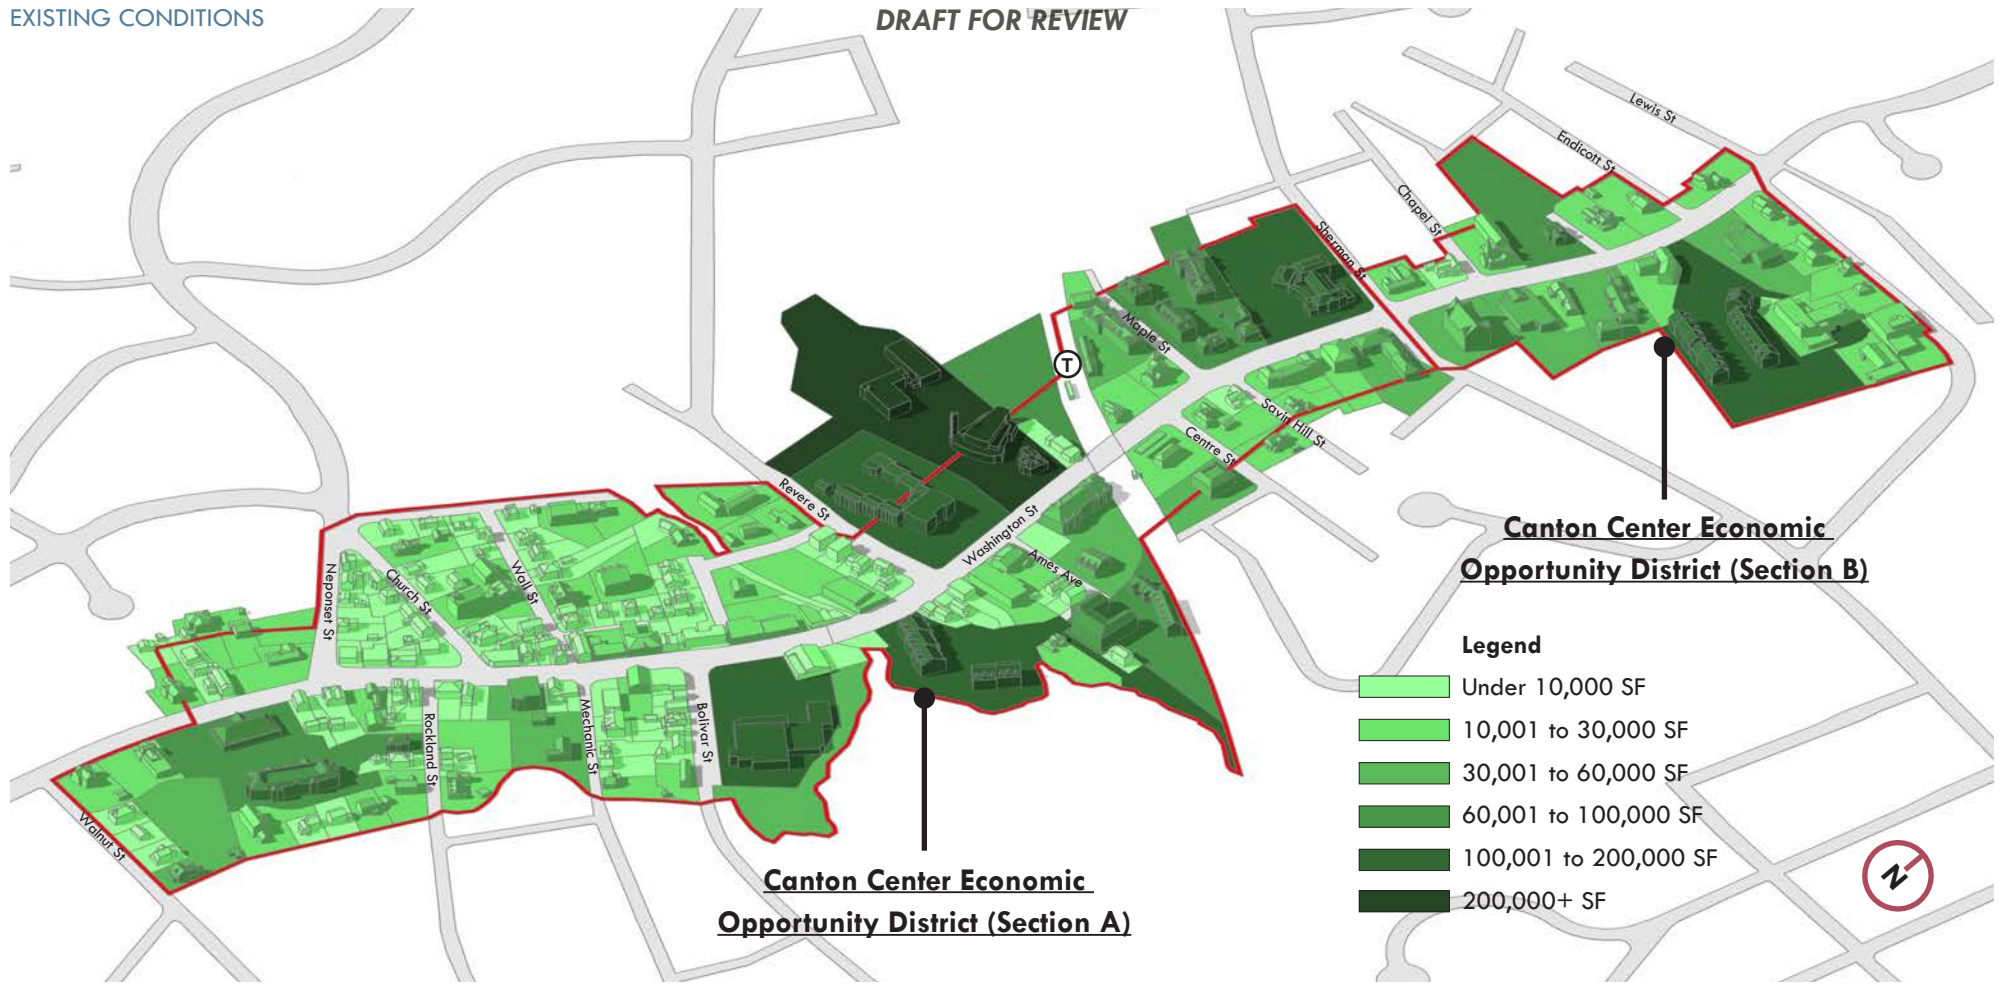 EXISTING CONDITIONS
DRAFT FOR REVIEW
Lewis St
Endicott St
Chapel St
Sherman St
T
Maple St
Savin Hill St
Centre St
Revere St
Washington St
Ames Ave
Canton Center Economic
Opportunity District (Section B)
Neponset St
Church St
Wall St
Rockland St
Mechanic St
Bolivar St
Walnut St
Legend
Under 10,000 SF
10,001 to 30,000 SF
30,001 to 60,000 SF
60,001 to 100,000 SF
100,001 to 200,000 SF
200,000+ SF
N
Canton Center Economic
Opportunity District (Section A)